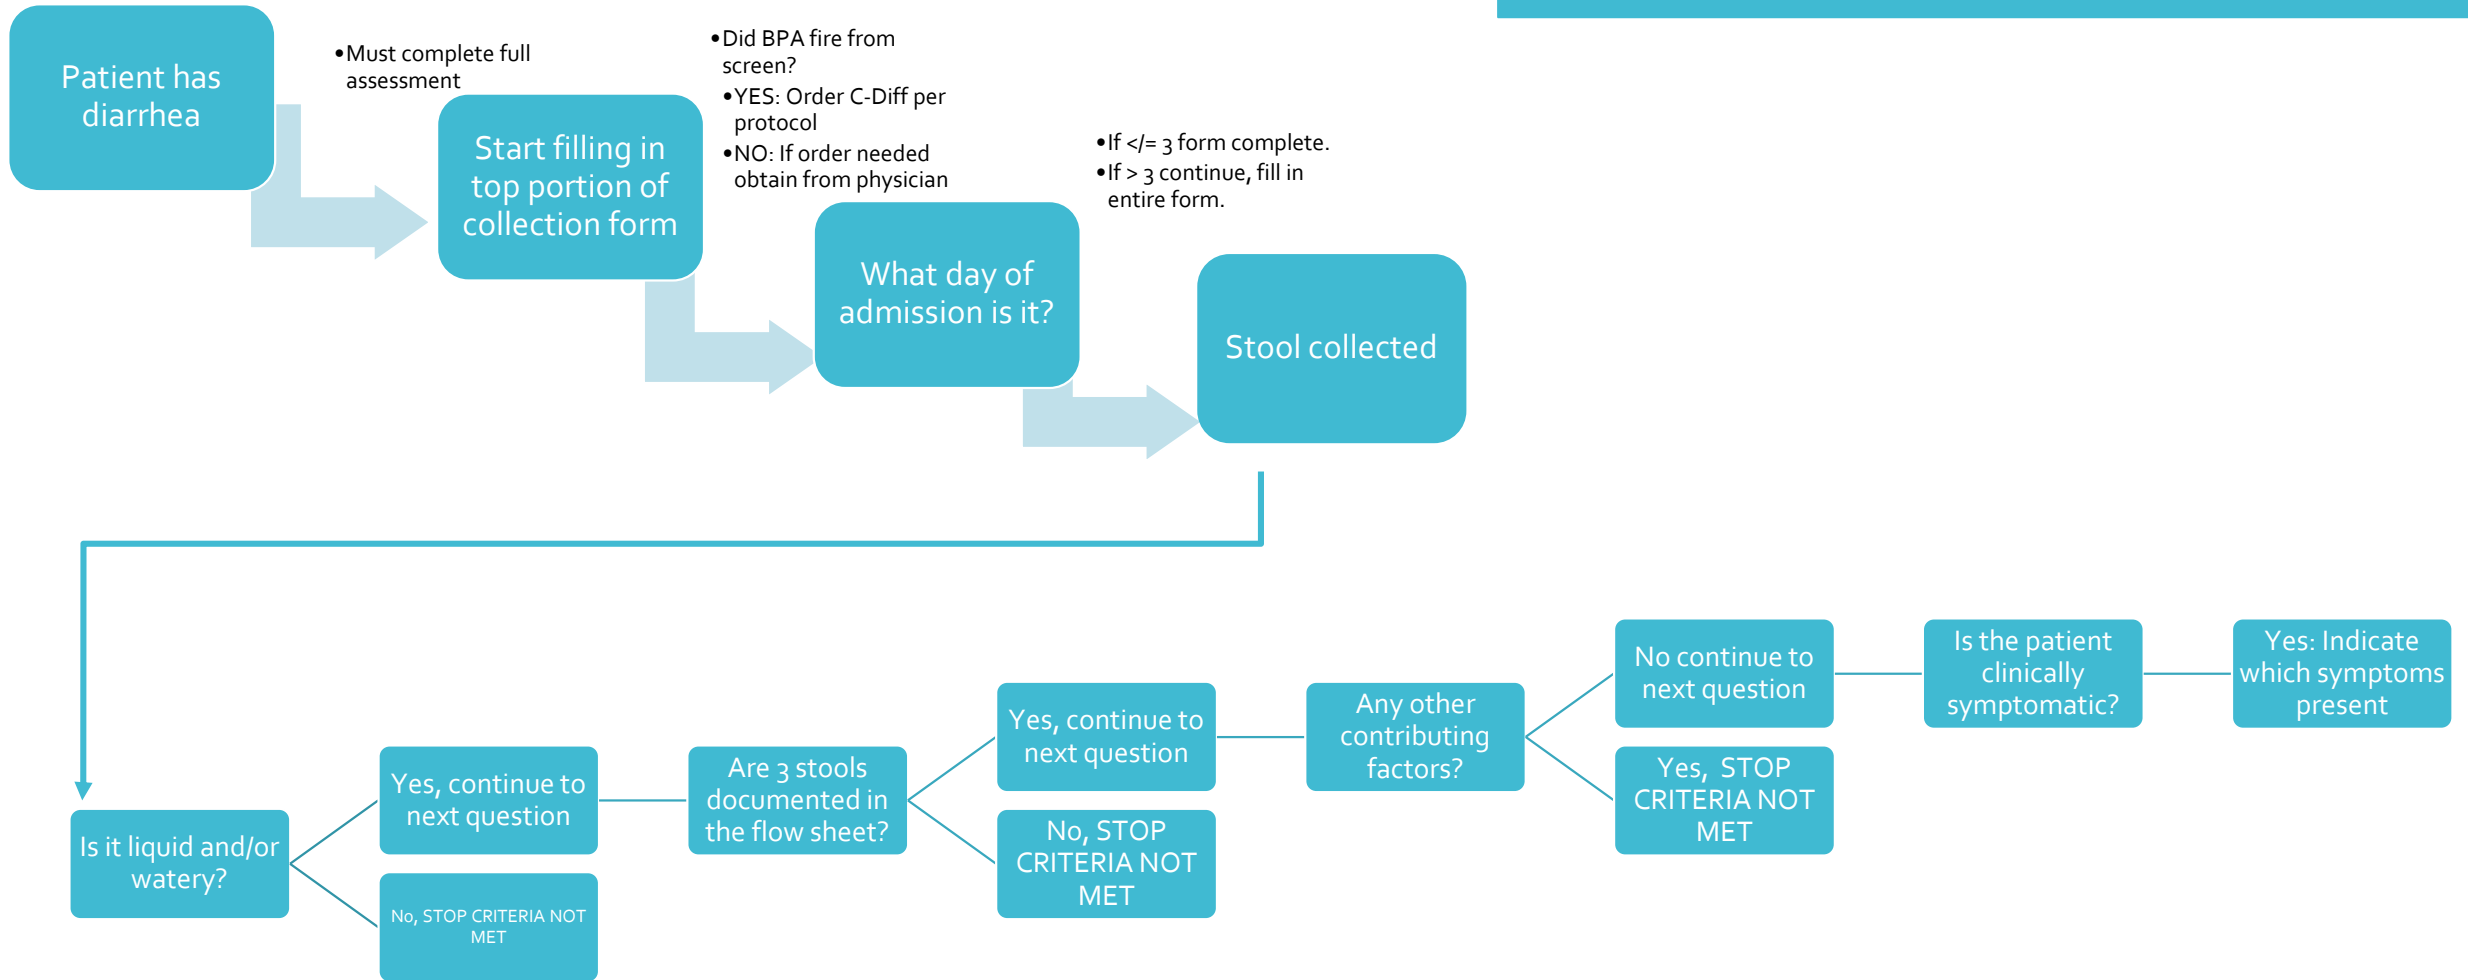 Patient has
diarrhea
•Must complete full
assessment
Start filling in
top portion of
collection form
•Did BPA fire from
screen?
•YES: Order C-Diff per
protocol
•NO: If order needed
obtain from physician
What day of
admission is it?
•If </= 3 form complete.
•If > 3 continue, fill in
entire form.
Stool collected
Is it liquid and/or
watery?
Yes, continue to
next question
No, STOP CRITERIA NOT
MET
Are 3 stools
documented in
the flow sheet?
Yes, continue to
next question
No, STOP
CRITERIA NOT
MET
Any other
contributing
factors?
No continue to
next question
Yes, STOP
CRITERIA NOT
MET
Is the patient
clinically
symptomatic?
Yes: Indicate
which symptoms
present